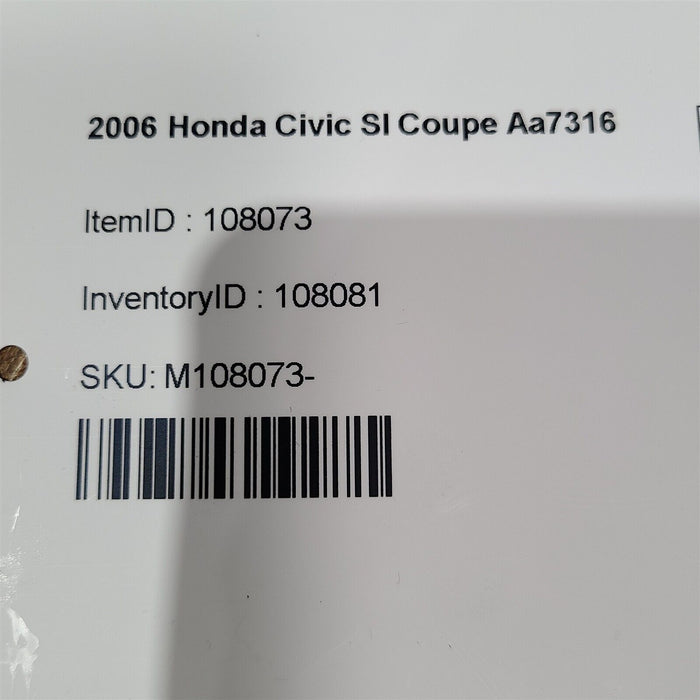 2006 Honda Civic SI Coupe Aa7316
ItemID : 108073
InventoryID : 108081
SKU: M108073-